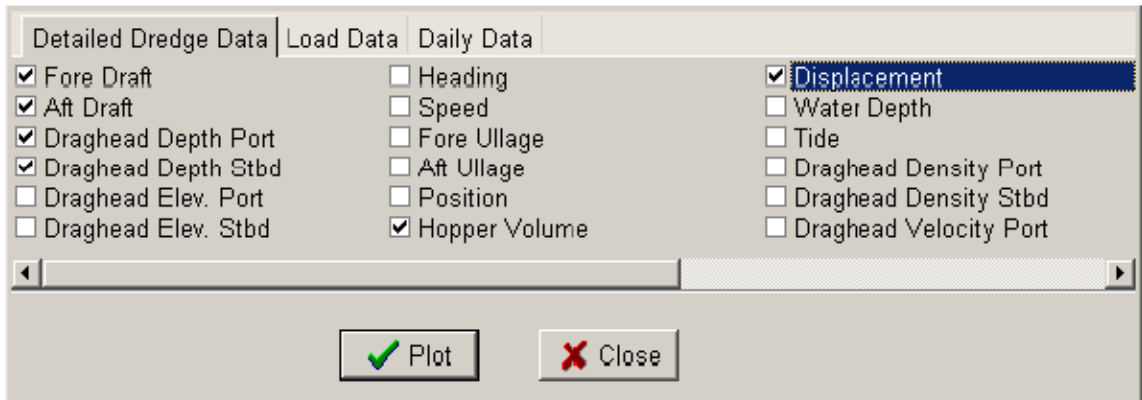 Detailed Dredge Data Load Data Daily Data
Fore Draft Heading Displacement
Aft Draft Speed Water Depth
Draghead Depth Port Fore Ullage Tide
Draghead Depth Stbd Aft Ullage Draghead Density Port
Draghead Elev. Port Position Draghead Density Stbd
Draghead Elev. Stbd Hopper Volume Draghead Velocity Port
Plot Close